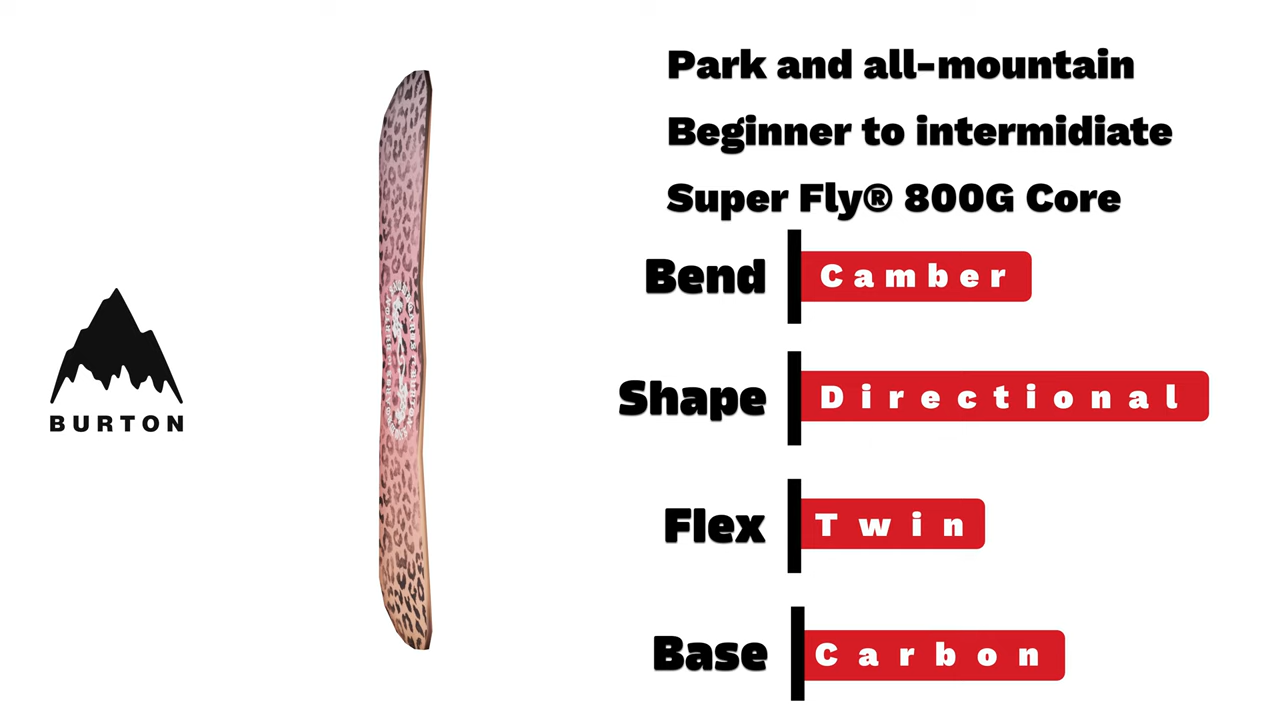 Park and all-mountain
Beginner to intermidiate
Super Fly® 800G Core
Bend Camber
Shape Directional
Flex Twin
Base Carbon
BURTON